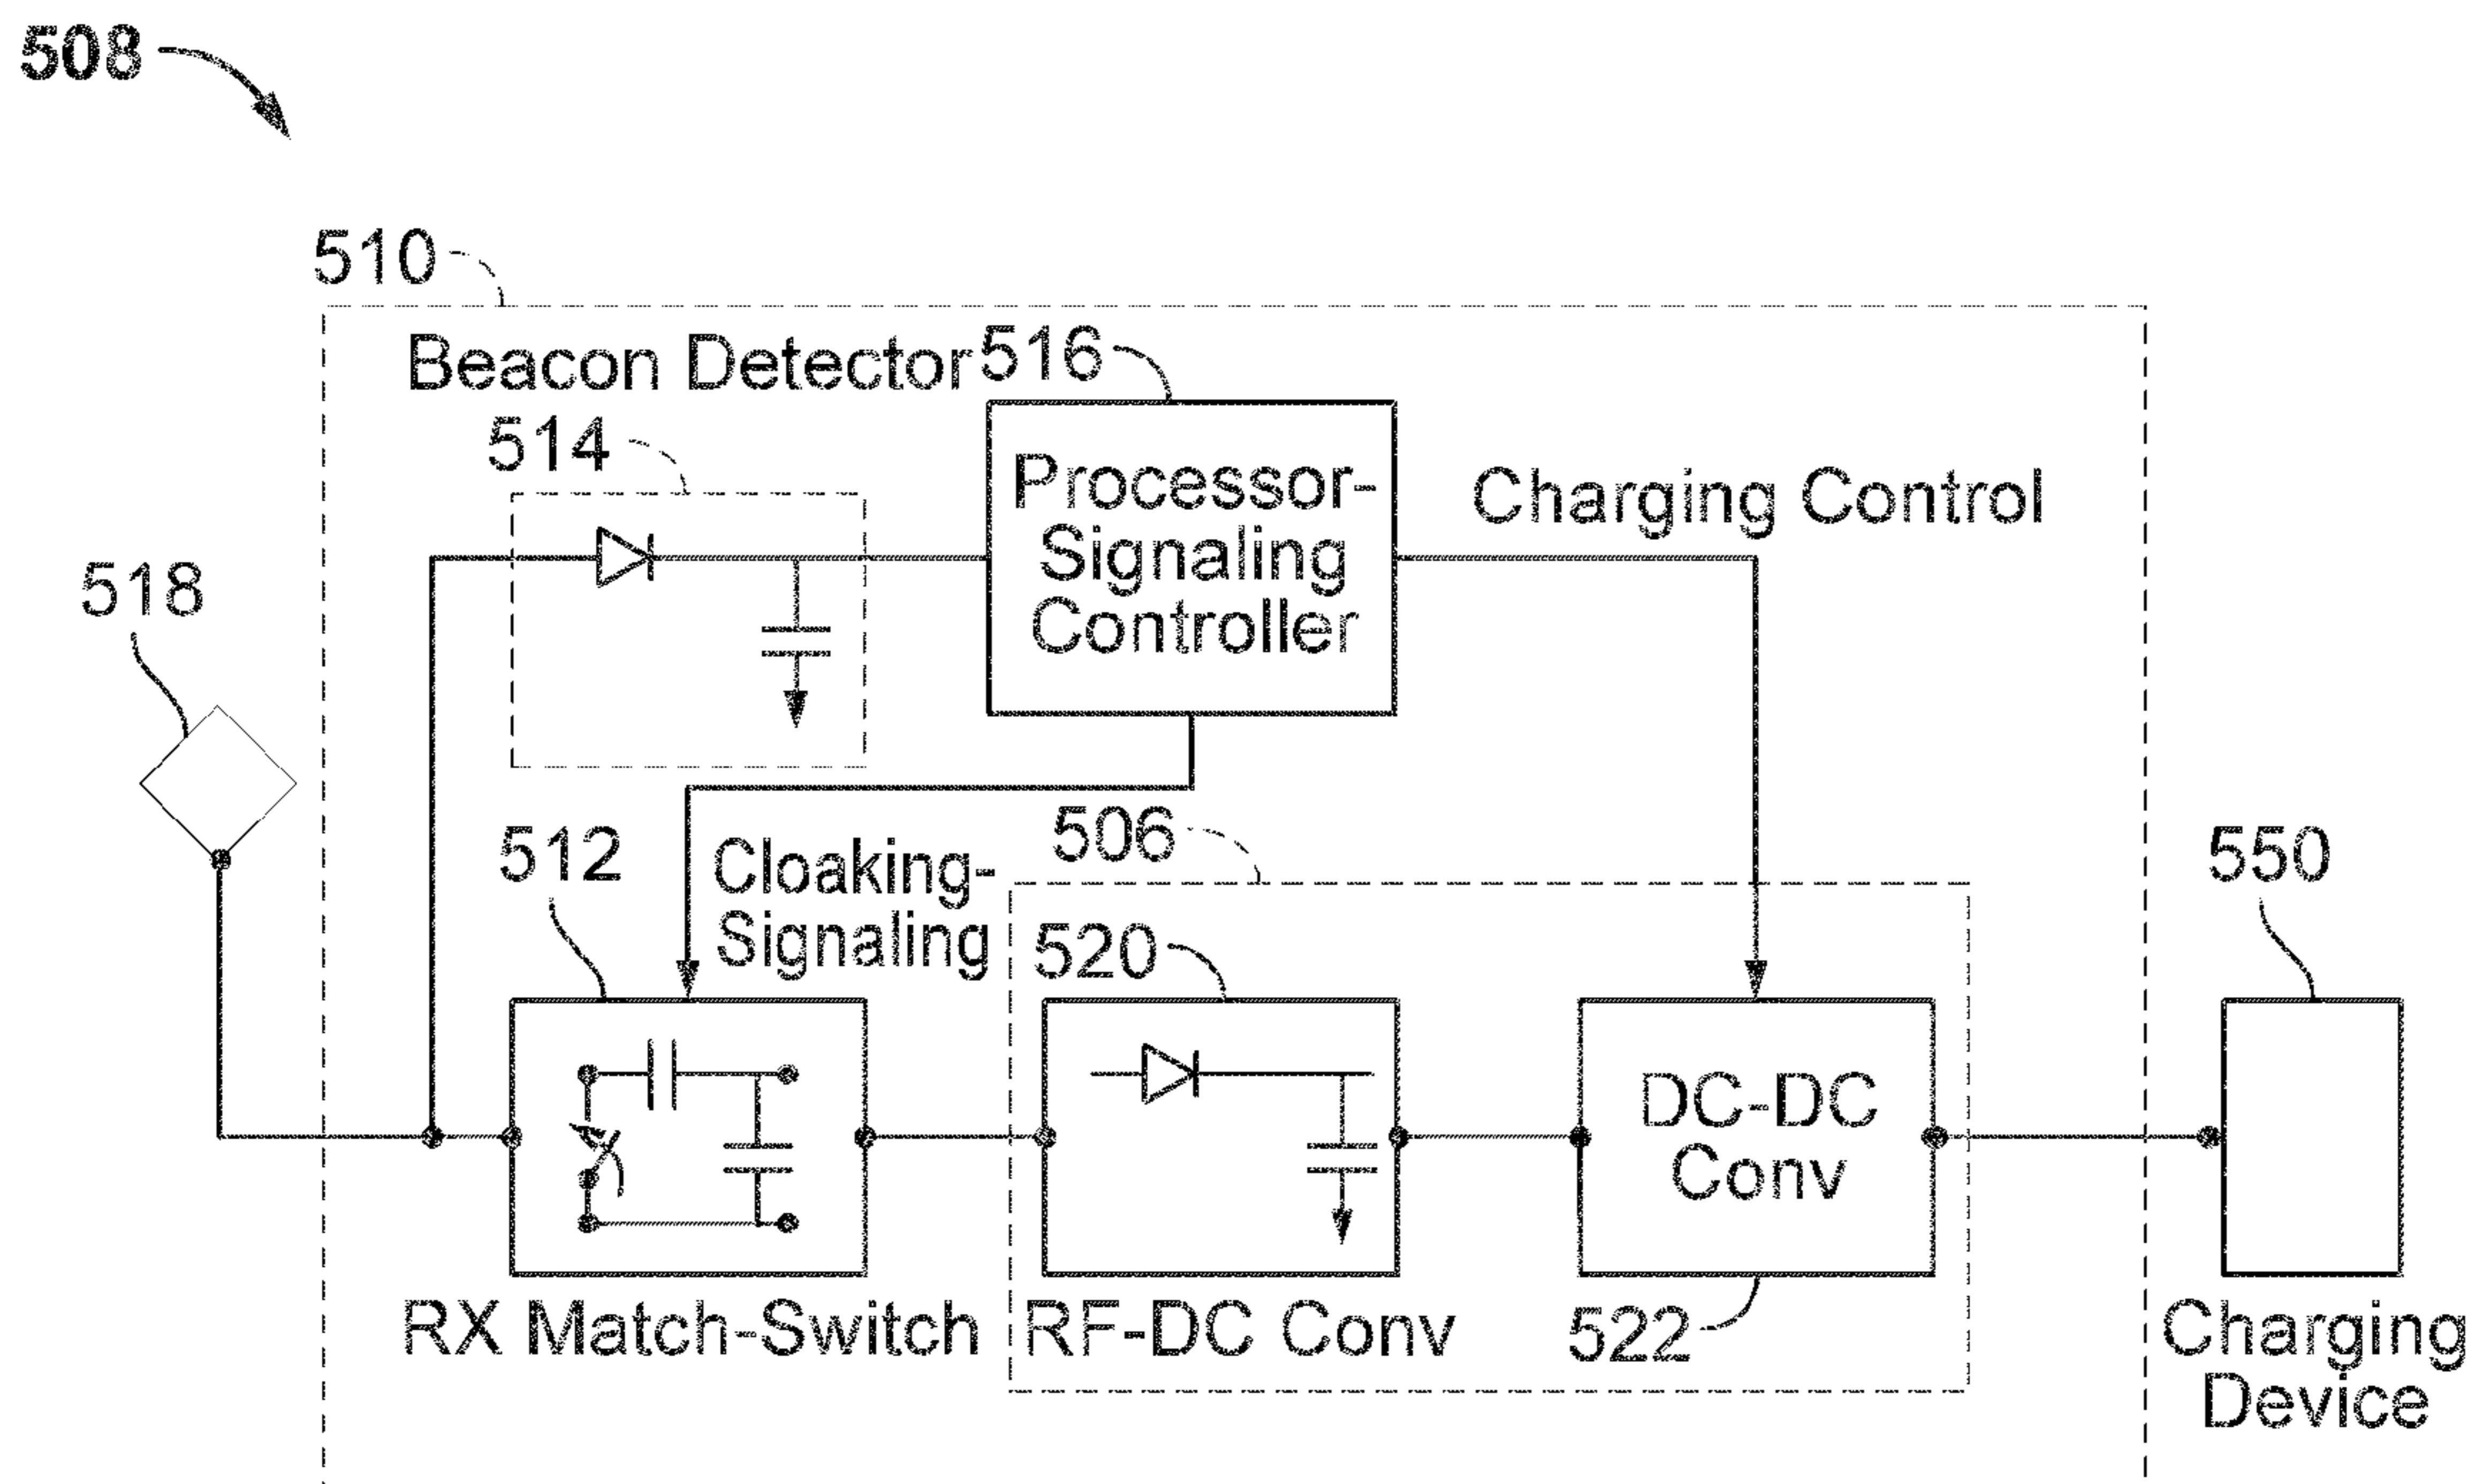 508
510
Beacon Detector
516
514
Processor-
Signaling
Controller
Charging Control
518
512
Cloaking-
Signaling
506
520
550
DC-DC
Conv
RX Match-Switch
RF-DC Conv
522
Charging
Device